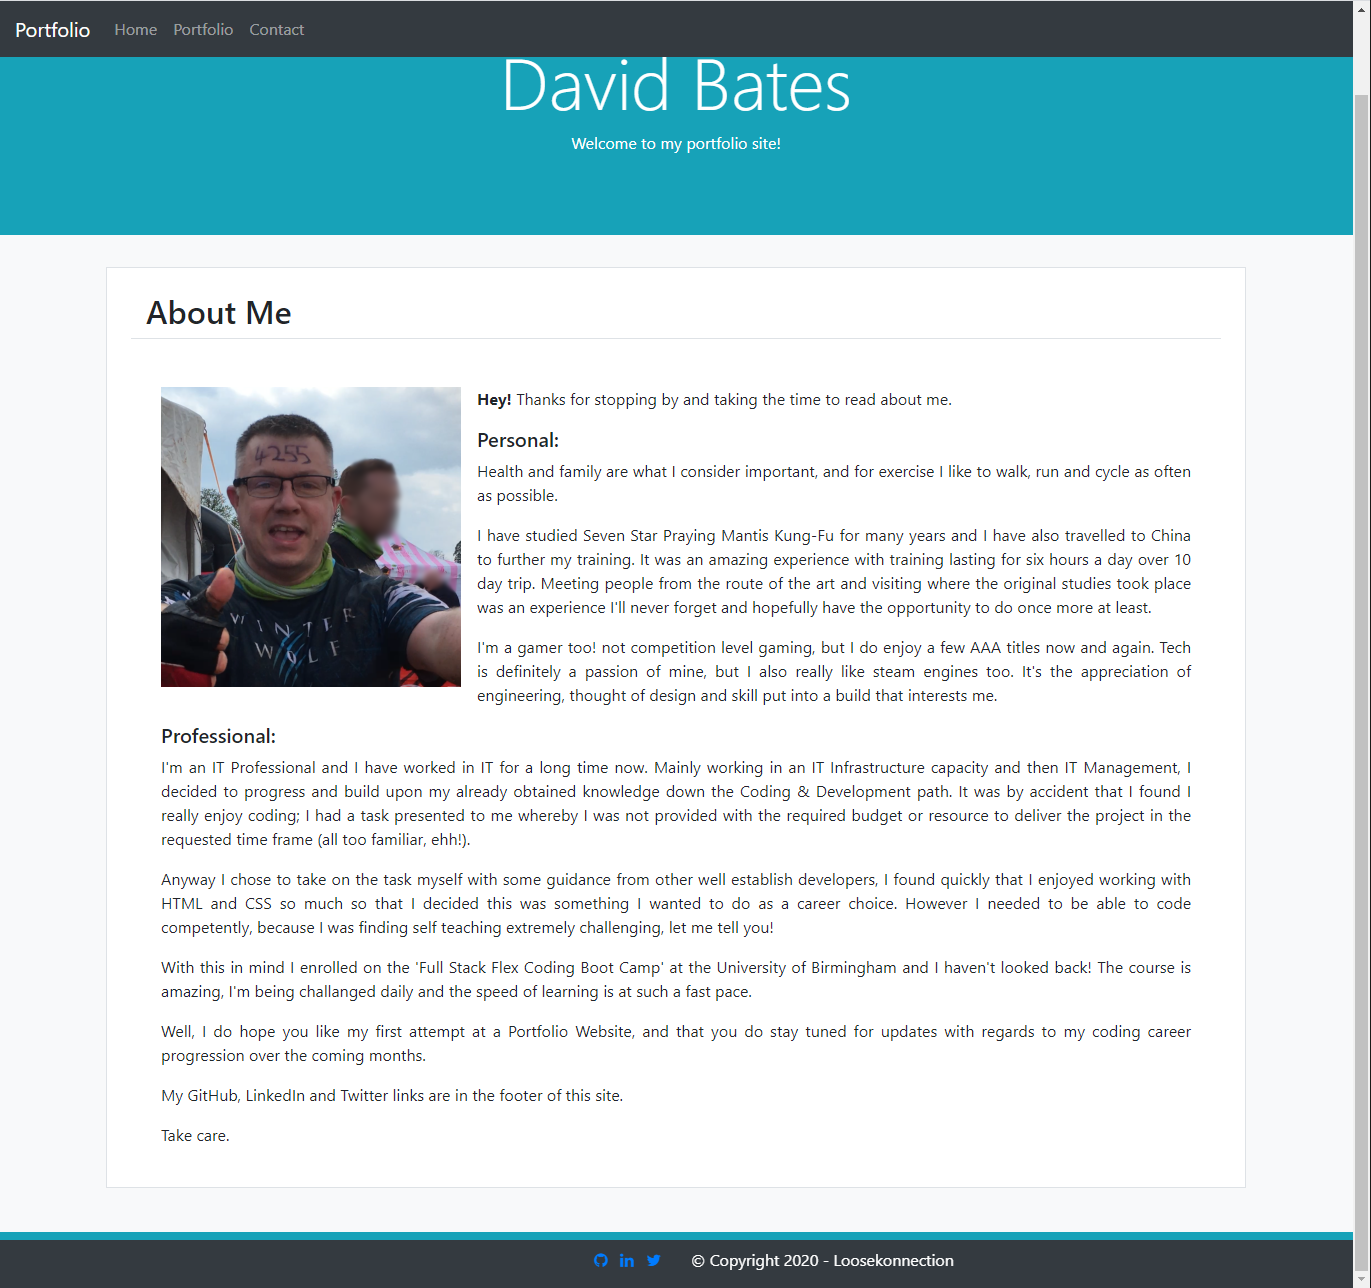 Portfolio Home Portfolio Contact
David Bates
Welcome to my portfolio site!
About Me
4255
WINTER
WOLF
Hey! Thanks for stopping by and taking the time to read about me.
Personal:
Health and family are what I consider important, and for exercise I like to walk, run and cycle as often
as possible.
I have studied Seven Star Praying Mantis Kung-Fu for many years and I have also travelled to China
to further my training. It was an amazing experience with training lasting for six hours a day over 10
day trip. Meeting people from the route of the art and visiting where the original studies took place
was an experience I'll never forget and hopefully have the opportunity to do once more at least.
I'm a gamer too! not competition level gaming, but I do enjoy a few AAA titles now and again. Tech
is definitely a passion of mine, but I also really like steam engines too. It's the appreciation of
engineering, thought of design and skill put into a build that interests me.
Professional:
I'm an IT Professional and I have worked in IT for a long time now. Mainly working in an IT Infrastructure capacity and then IT Management, I
decided to progress and build upon my already obtained knowledge down the Coding & Development path. It was by accident that I found I
really enjoy coding; I had a task presented to me whereby I was not provided with the required budget or resource to deliver the project in the
requested time frame (all too familiar, ehh!).
Anyway I chose to take on the task myself with some guidance from other well establish developers, I found quickly that I enjoyed working with
HTML and CSS so much so that I decided this was something I wanted to do as a career choice. However I needed to be able to code
competently, because I was finding self teaching extremely challenging, let me tell you!
With this in mind I enrolled on the 'Full Stack Flex Coding Boot Camp' at the University of Birmingham and I haven't looked back! The course is
amazing, I'm being challanged daily and the speed of learning is at such a fast pace.
Well, I do hope you like my first attempt at a Portfolio Website, and that you do stay tuned for updates with regards to my coding career
progression over the coming months.
My GitHub, LinkedIn and Twitter links are in the footer of this site.
Take care.
© Copyright 2020 - Loosekonnection